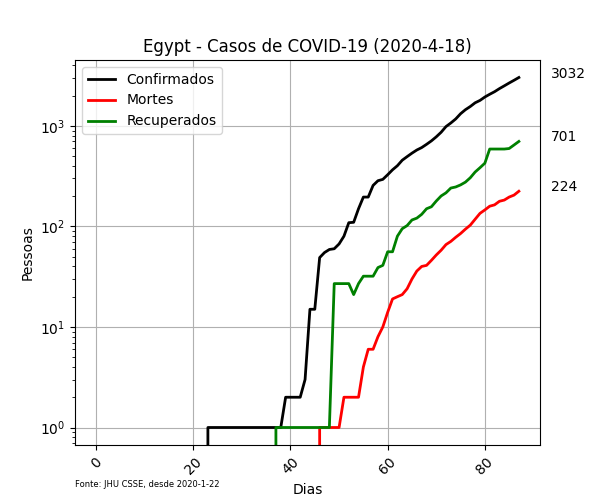 Egypt - Casos de COVID-19 (2020-4-18)
Confirmados
Mortes
Recuperados
3032
701
224
10³
10²
10¹
10⁰
Pessoas
0 20 40 60 80
Dias
Fonte: JHU CSSE, desde 2020-1-22